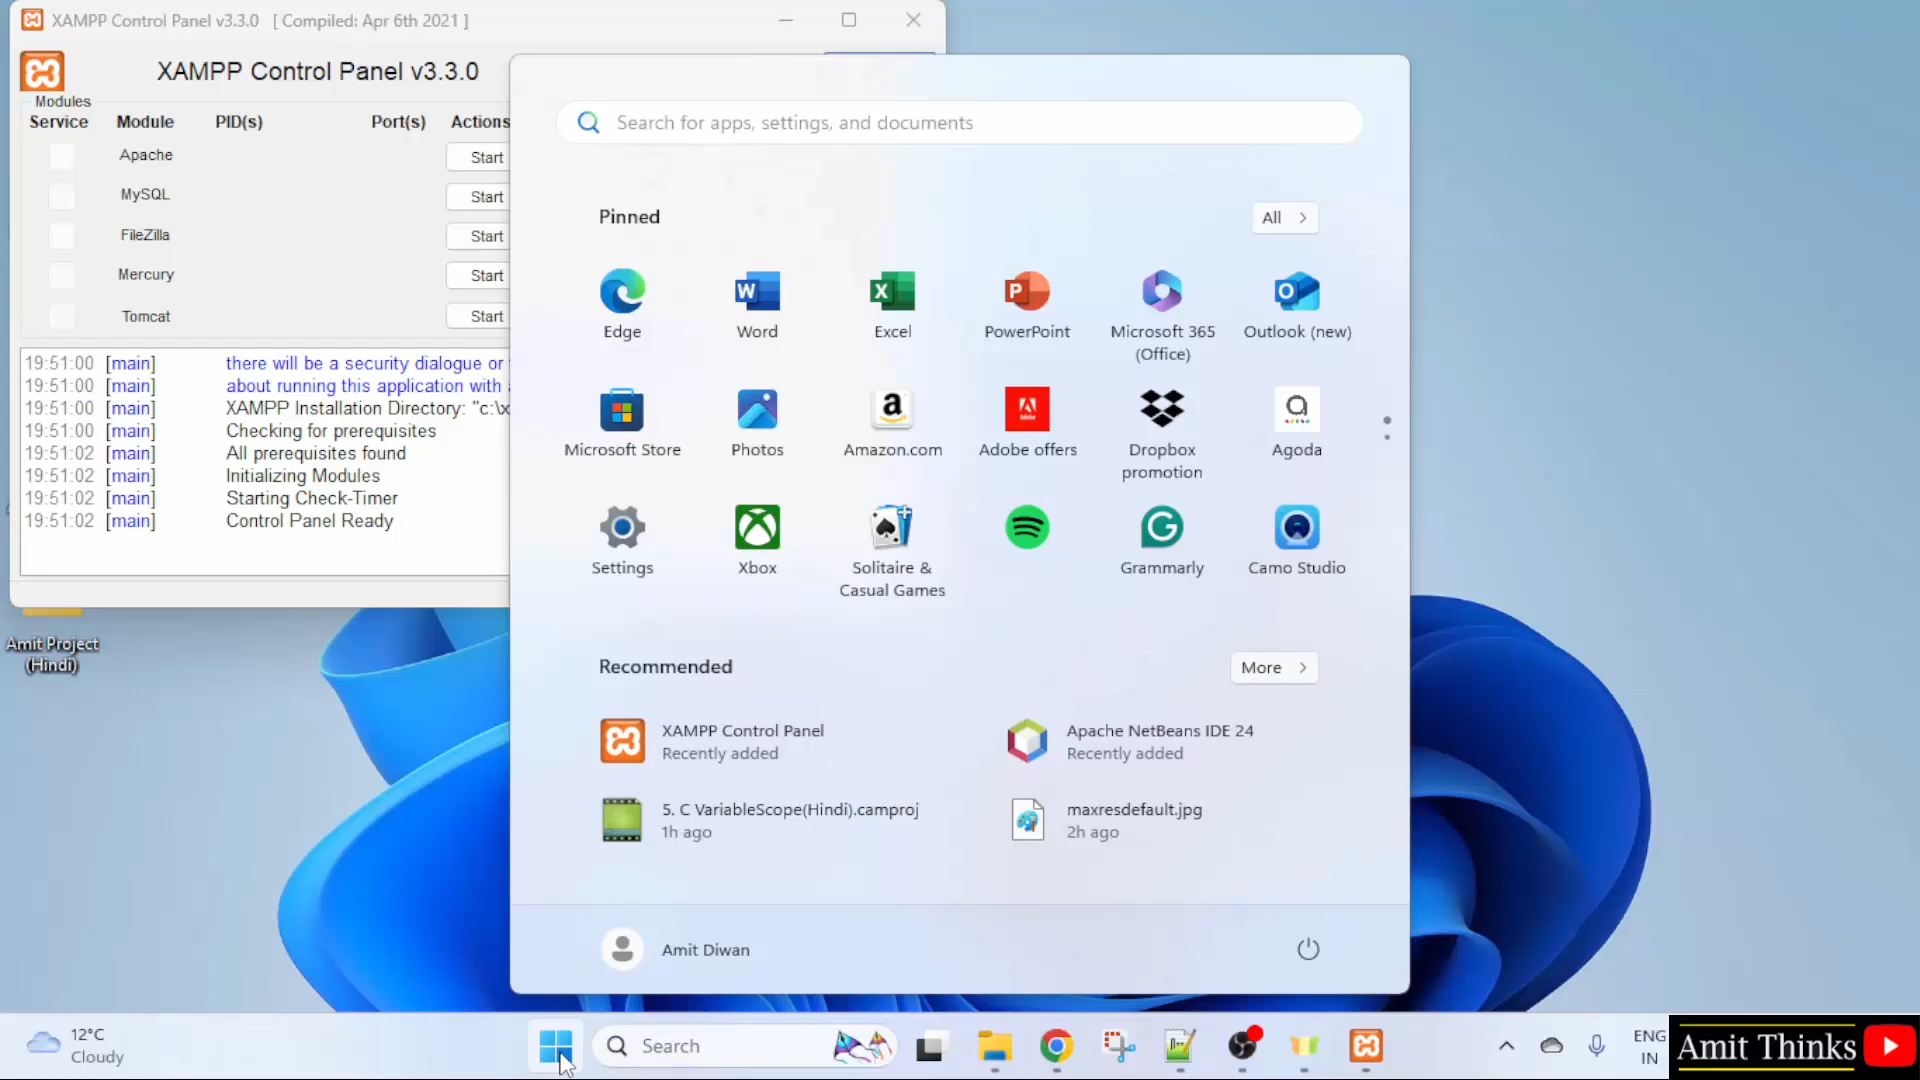 XAMPP Control Panel v3.3.0 [ Compiled: Apr 6th 2021 ]
XAMPP Control Panel v3.3.0
Modules
Service Module PID(s) Port(s) Actions
Apache Start
MySQL Start
FileZilla Start
Mercury Start
Tomcat Start
19:51:00 [main] there will be a security dialogue or
19:51:00 [main] about running this application with
19:51:00 [main] XAMPP Installation Directory: "c:\x
19:51:00 [main] Checking for prerequisites
19:51:02 [main] All prerequisites found
19:51:02 [main] Initializing Modules
19:51:02 [main] Starting Check-Timer
19:51:02 [main] Control Panel Ready
Amit Project
(Hindi)
Search for apps, settings, and documents
Pinned
All
Edge
Word
Excel
PowerPoint
Microsoft 365
(Office)
Outlook (new)
Microsoft Store
Photos
Amazon.com
Adobe offers
Dropbox
promotion
Agoda
Settings
Xbox
Solitaire &
Casual Games
Grammarly
Camo Studio
Recommended
More
XAMPP Control Panel
Recently added
Apache NetBeans IDE 24
Recently added
5. C VariableScope(Hindi).camproj
1h ago
maxresdefault.jpg
2h ago
Amit Diwan
12°C
Cloudy
Search
ENG
IN
Amit Thinks